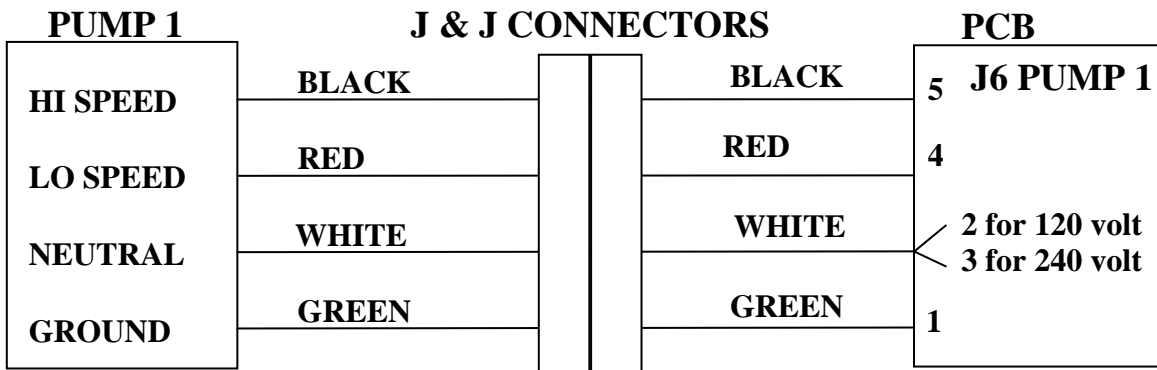 PUMP 1 J & J CONNECTORS PCB
J6 PUMP 1
HI SPEED BLACK BLACK 5
LO SPEED RED RED 4
NEUTRAL WHITE WHITE 2 for 120 volt
3 for 240 volt
GROUND GREEN GREEN 1